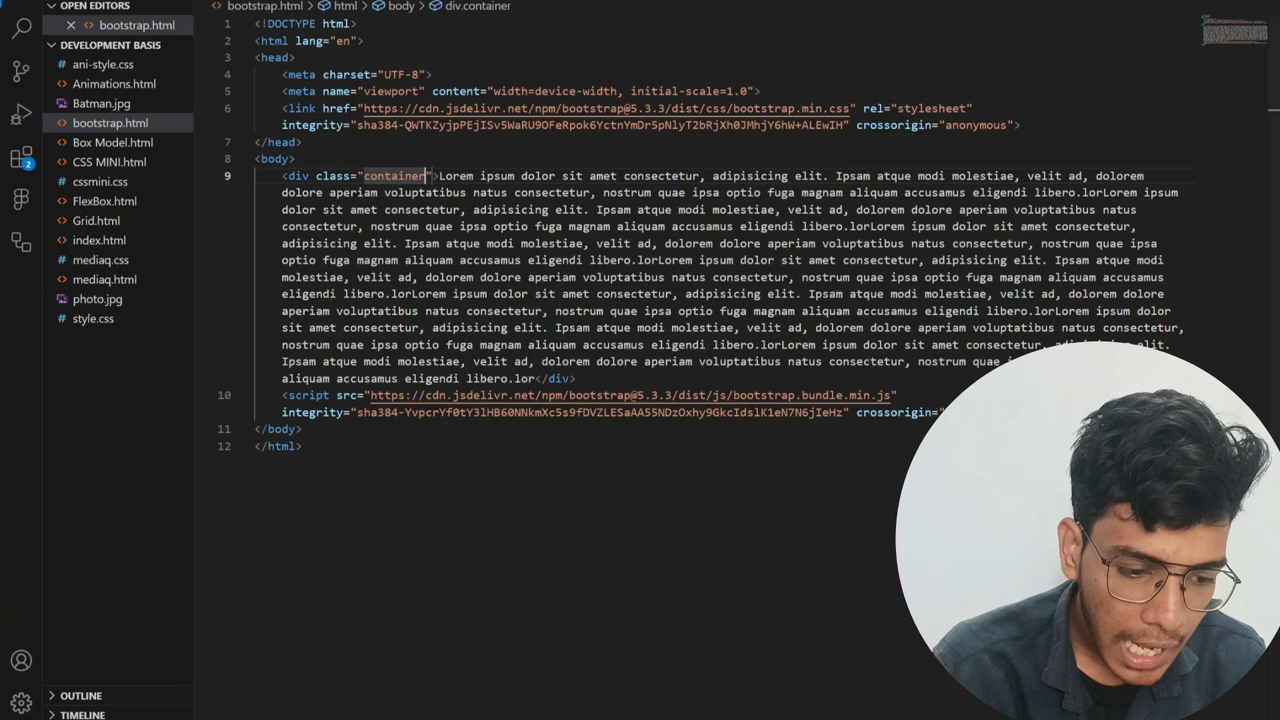 OPEN EDITORS
bootstrap.html
DEVELOPMENT BASIS
ani-style.css
Animations.html
Batman.jpg
bootstrap.html
Box Model.html
CSS MINI.html
cssmini.css
FlexBox.html
Grid.html
index.html
mediaq.css
mediaq.html
photo.jpg
style.css
2
OUTLINE
TIMELINE
bootstrap.html > html > body > div.container
1 <!DOCTYPE html>
2 <html lang="en">
3 <head>
4 <meta charset="UTF-8">
5 <meta name="viewport" content="width=device-width, initial-scale=1.0">
6 <link href="https://cdn.jsdelivr.net/npm/bootstrap@5.3.3/dist/css/bootstrap.min.css" rel="stylesheet"
integrity="sha384-QWTKZyjpPEjISv5WaRU9OFeRpok6YctnYmDr5pNlyT2bRjXh0JMhjY6hW+ALEwIH" crossorigin="anonymous">
7 </head>
8 <body>
9 <div class="container">Lorem ipsum dolor sit amet consectetur, adipisicing elit. Ipsam atque modi molestiae, velit ad, dolorem
dolore aperiam voluptatibus natus consectetur, nostrum quae ipsa optio fuga magnam aliquam accusamus eligendi libero.lorLorem ipsum
dolor sit amet consectetur, adipisicing elit. Ipsam atque modi molestiae, velit ad, dolorem dolore aperiam voluptatibus natus
consectetur, nostrum quae ipsa optio fuga magnam aliquam accusamus eligendi libero.lorLorem ipsum dolor sit amet consectetur,
adipisicing elit. Ipsam atque modi molestiae, velit ad, dolorem dolore aperiam voluptatibus natus consectetur, nostrum quae ipsa
optio fuga magnam aliquam accusamus eligendi libero.lorLorem ipsum dolor sit amet consectetur, adipisicing elit. Ipsam atque modi
molestiae, velit ad, dolorem dolore aperiam voluptatibus natus consectetur, nostrum quae ipsa optio fuga magnam aliquam accusamus
eligendi libero.lorLorem ipsum dolor sit amet consectetur, adipisicing elit. Ipsam atque modi molestiae, velit ad, dolorem
dolore aperiam voluptatibus natus consectetur, nostrum quae ipsa optio fuga magnam aliquam accusamus eligendi libero.lorLorem ipsum dolor
sit amet consectetur, adipisicing elit. Ipsam atque modi molestiae, velit ad, dolorem dolore aperiam voluptatibus natus consectetur,
nostrum quae ipsa optio fuga magnam aliquam accusamus eligendi libero.lorLorem ipsum dolor sit amet consectetur, adipisicing elit.
Ipsam atque modi molestiae, velit ad, dolorem dolore aperiam voluptatibus natus consectetur, nostrum quae
aliquam accusamus eligendi libero.lor</div>
10 <script src="https://cdn.jsdelivr.net/npm/bootstrap@5.3.3/dist/js/bootstrap.bundle.min.js"
integrity="sha384-YvpcrYf0tY3lHB60NNkmXc5s9fDVZLESaAA55NDzOxhy9GkcIdslK1eN7N6jIeHz" crossorigin=
11 </body>
12 </html>